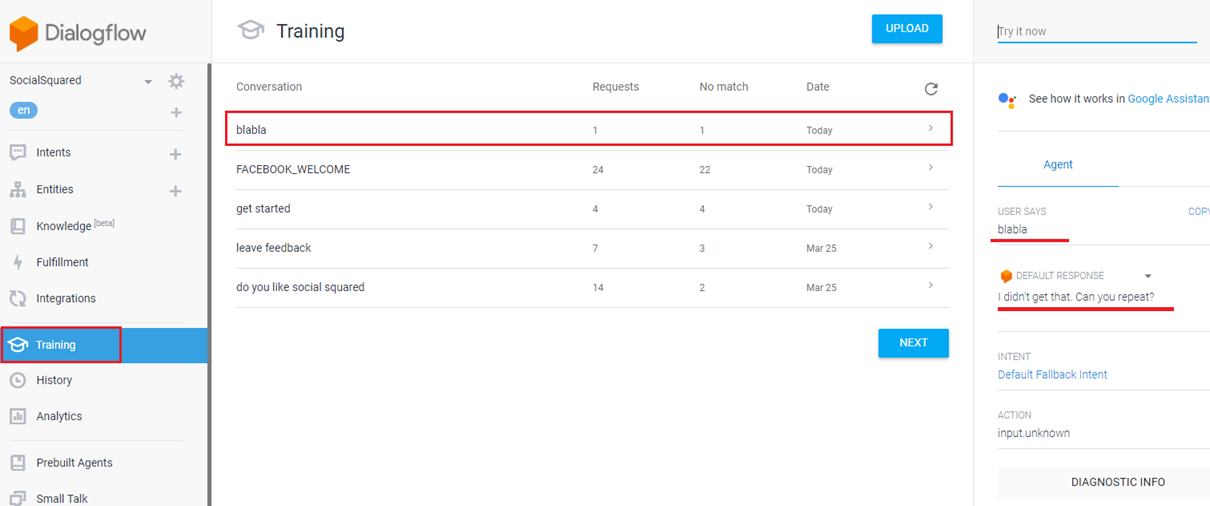 Dialogflow
SocialSquared
en
Intents
Entities
Knowledge [beta]
Fulfillment
Integrations
Training
History
Analytics
Prebuilt Agents
Small Talk
Training
UPLOAD
Conversation Requests No match Date
blabla 1 1 Today
FACEBOOK_WELCOME 24 22 Today
get started 4 4 Today
leave feedback 7 3 Mar 25
do you like social squared 14 2 Mar 25
NEXT
Try it now
See how it works in Google Assistant
Agent
USER SAYS COPY
blabla
DEFAULT RESPONSE
I didn't get that. Can you repeat?
INTENT
Default Fallback Intent
ACTION
input.unknown
DIAGNOSTIC INFO